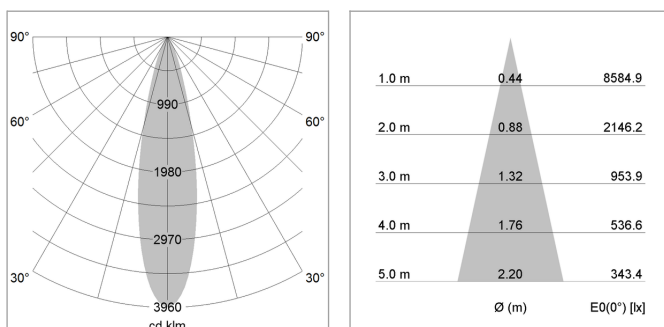 90° 90°
990
60° 60°
1980
2970
30° 30°
3960
cd klm
1.0 m 0.44 8584.9
2.0 m 0.88 2146.2
3.0 m 1.32 953.9
4.0 m 1.76 536.6
5.0 m 2.20 343.4
Ø (m) E0(0°) [lx]